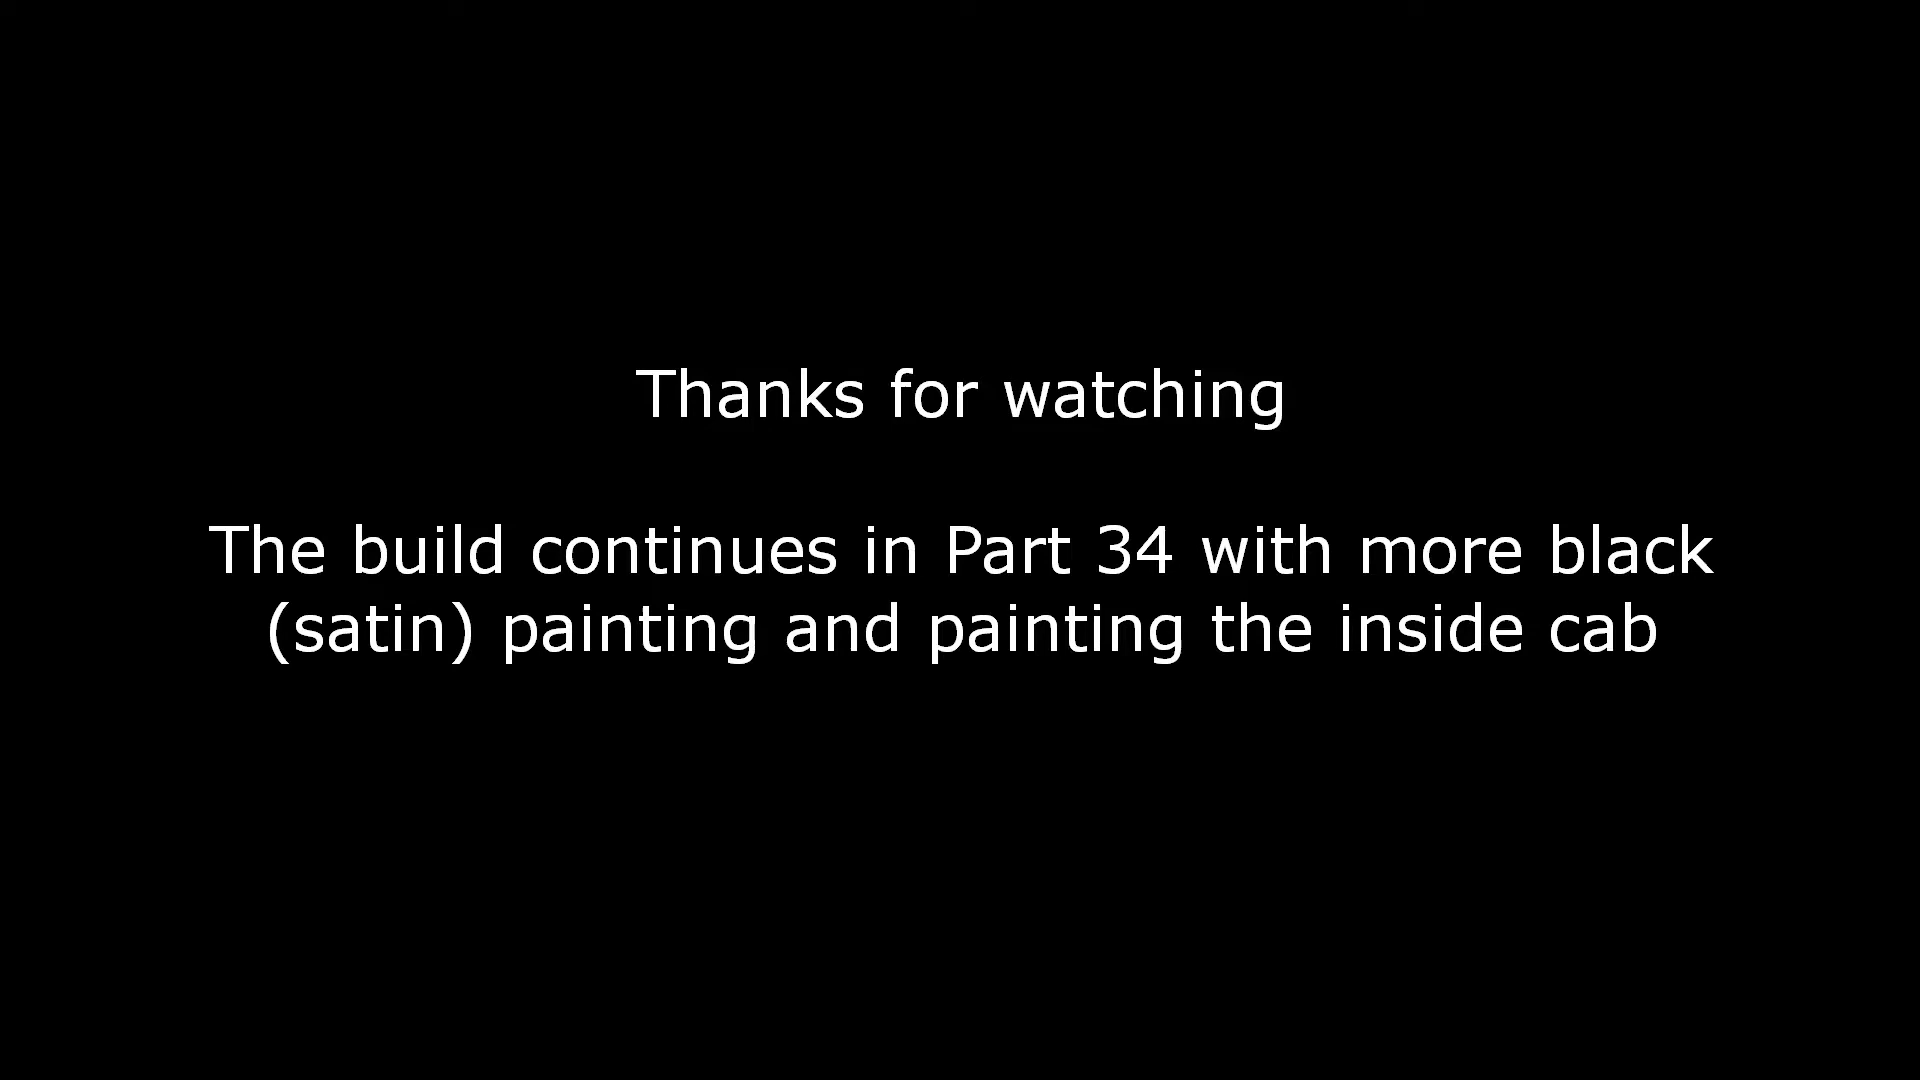 Thanks for watching
The build continues in Part 34 with more black
(satin) painting and painting the inside cab